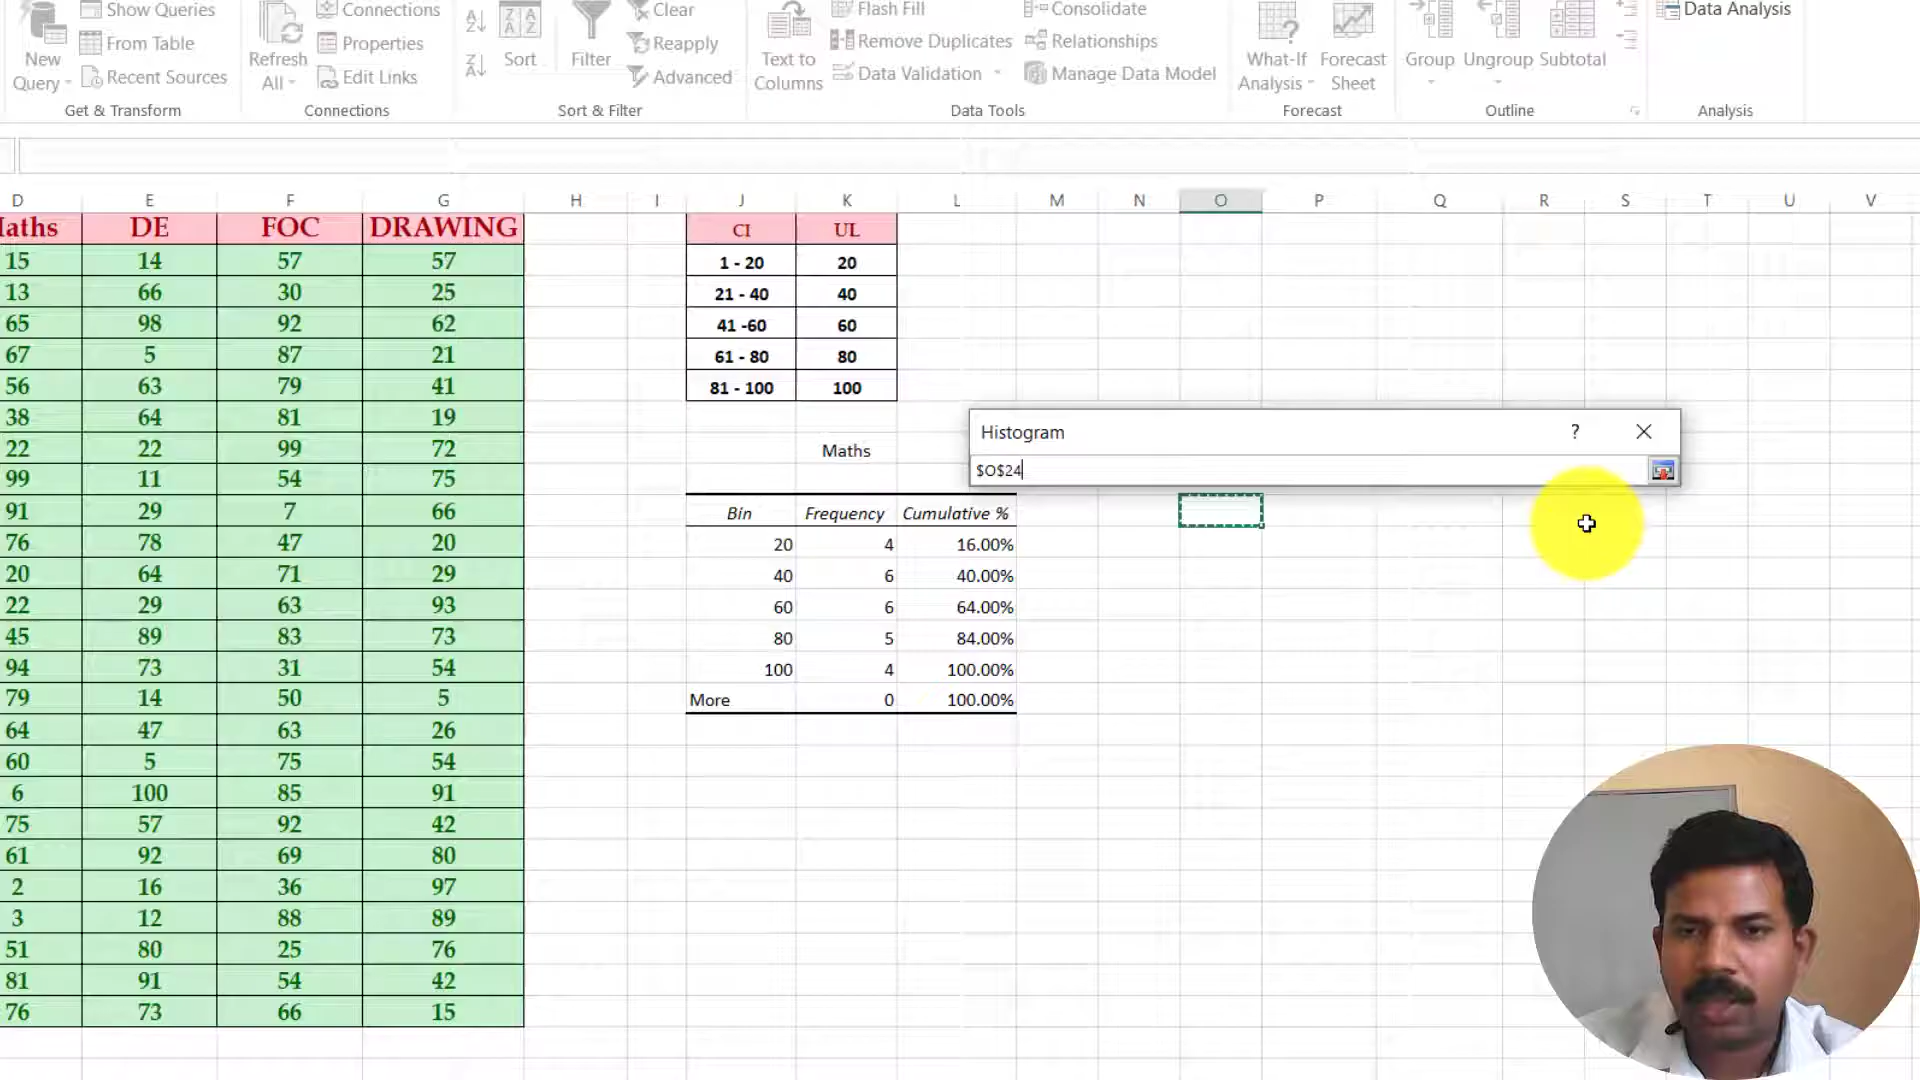 Show Queries
From Table
Recent Sources
New
Query
Get & Transform
Refresh
All
Connections
Properties
Edit Links
Connections
Sort
Filter
Clear
Reapply
Advanced
Sort & Filter
Text to
Columns
Flash Fill
Remove Duplicates
Data Validation
Consolidate
Relationships
Manage Data Model
Data Tools
What-If
Analysis
Forecast
Sheet
Forecast
Group
Ungroup
Subtotal
Outline
Data Analysis
Analysis
D E F G H I J K L M N O P Q R S T U V
DE FOC DRAWING
15 14 57 57
13 66 30 25
65 98 92 62
67 5 87 21
56 63 79 41
38 64 81 19
22 22 99 72
99 11 54 75
91 29 7 66
76 78 47 20
20 64 71 29
22 29 63 93
45 89 83 73
94 73 31 54
79 14 50 5
64 47 63 26
60 5 75 54
6 100 85 91
75 57 92 42
61 92 69 80
2 16 36 97
3 12 88 89
51 80 25 76
81 91 54 42
76 73 66 15
CI UL
1 - 20 20
21 - 40 40
41 -60 60
61 - 80 80
81 - 100 100
Maths
Bin Frequency Cumulative %
20 4 16.00%
40 6 40.00%
60 6 64.00%
80 5 84.00%
100 4 100.00%
More 0 100.00%
Histogram ?
$O$24